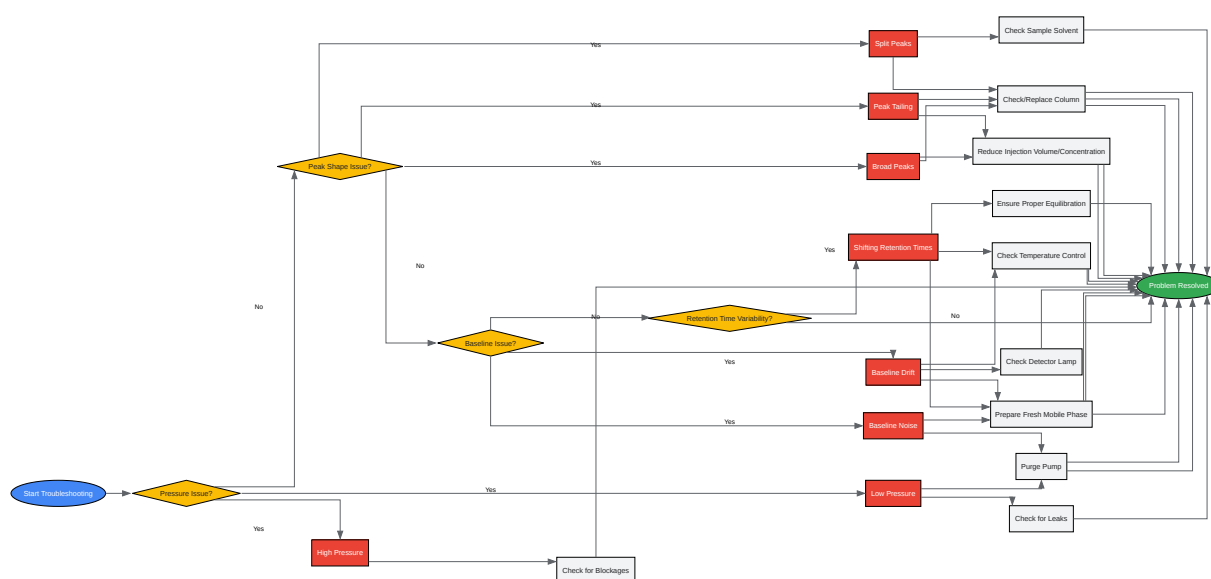 Check Sample Solvent
Yes
Split Peaks
Yes
Peak Tailing
Check/Replace Column
Reduce Injection Volume/Concentration
Peak Shape Issue?
Yes
Broad Peaks
Ensure Proper Equilibration
Yes
Shifting Retention Times
Check Temperature Control
No
Problem Resolved
No
No
Retention Time Variability?
No
Baseline Issue?
Yes
Baseline Drift
Check Detector Lamp
Prepare Fresh Mobile Phase
Yes
Baseline Noise
Purge Pump
Start Troubleshooting
Pressure Issue?
Yes
Low Pressure
Check for Leaks
Yes
High Pressure
Check for Blockages